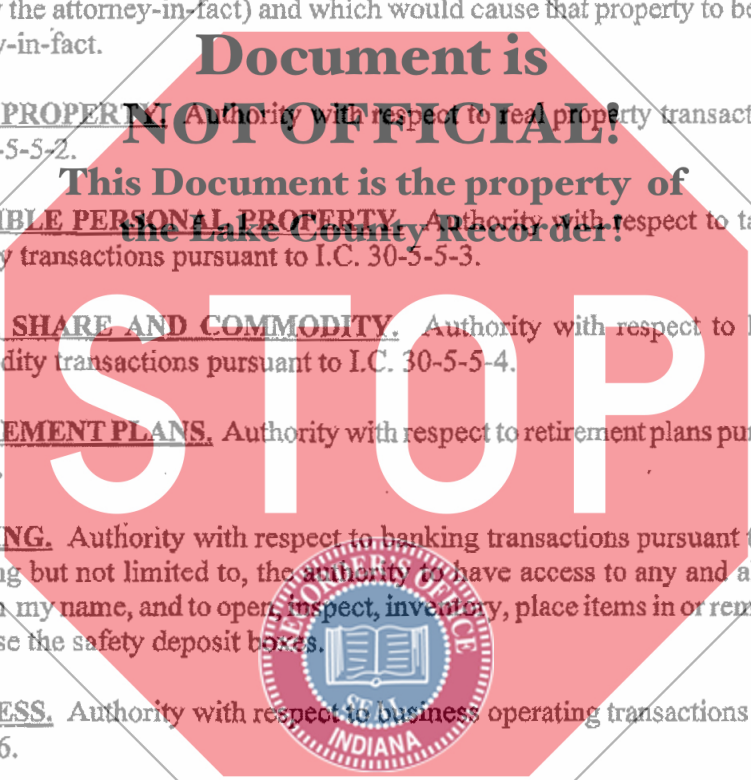 the attorney-in-fact) and which would cause that property to be
y-in-fact.
Document is
PROPERTY. Authority with respect to real property transact
NOT OFFICIAL!
-5-5-2.
This Document is the property of
IBLE PERSONAL PROPERTY. Authority with respect to ta
the Lake County Recorder!
y transactions pursuant to I.C. 30-5-5-3.
SHARE AND COMMODITY. Authority with respect to
dity transactions pursuant to I.C. 30-5-5-4.
STOP
EMENT PLANS. Authority with respect to retirement plans pur
NG. Authority with respect to banking transactions pursuant t
ng but not limited to, the authority to have access to any and a
my name, and to open, inspect, inventory, place items in or rem
se the safety deposit boxes.
RECORDER'S OFFICE
SEAL
INDIANA
ESS. Authority with respect to business operating transactions
6.